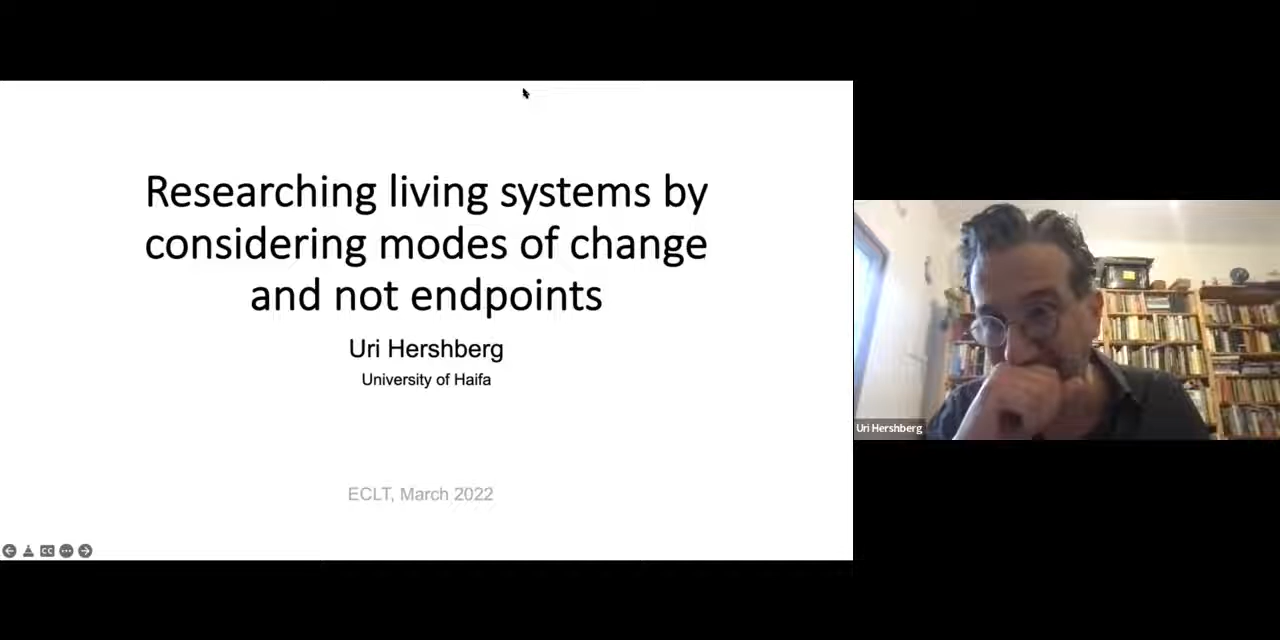 Researching living systems by
considering modes of change
and not endpoints
Uri Hershberg
University of Haifa
ECLT, March 2022
CC
Uri Hershberg